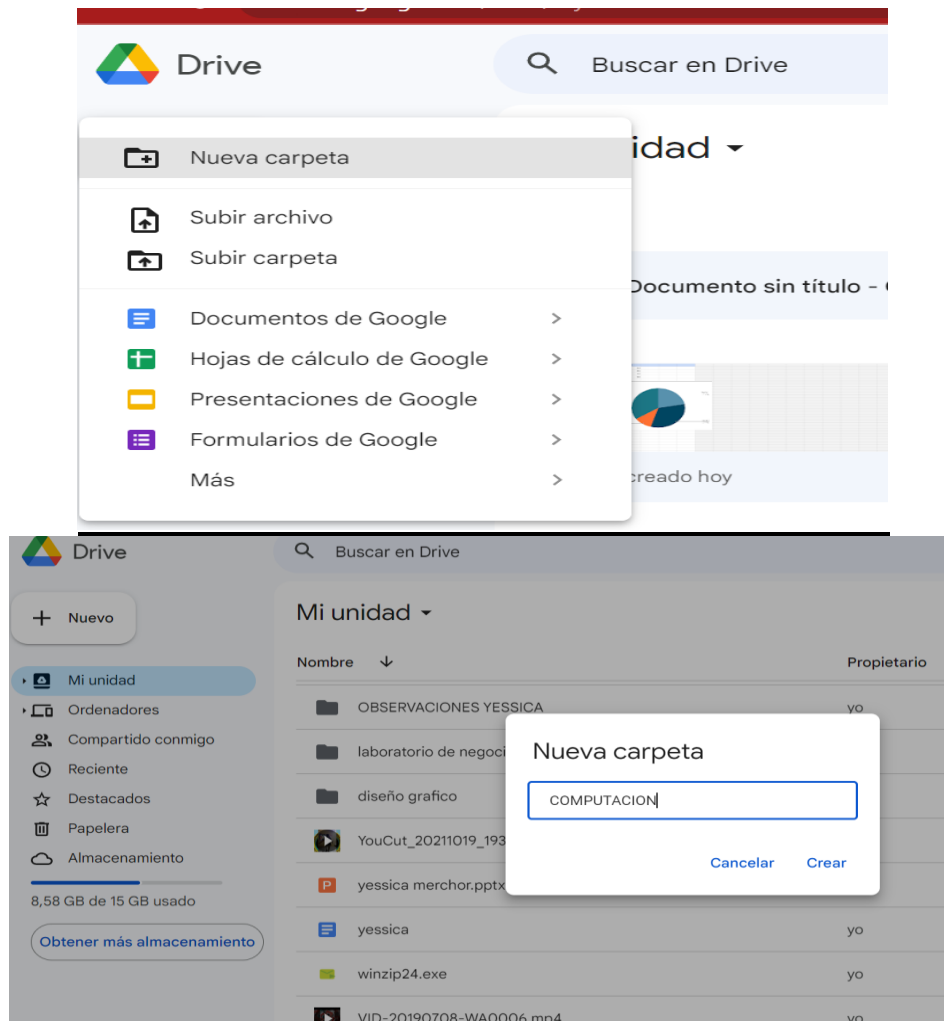 Drive
Buscar en Drive
idad
Nueva carpeta
Subir archivo
Subir carpeta
Documento sin título -
Documentos de Google
Hojas de cálculo de Google
Presentaciones de Google
Formularios de Google
Más
creado hoy
Drive
Buscar en Drive
Nuevo
Mi unidad
Nombre
Propietario
Mi unidad
Ordenadores
Compartido conmigo
Reciente
Destacados
Papelera
Almacenamiento
8,58 GB de 15 GB usado
Obtener más almacenamiento
OBSERVACIONES YESSICA
yo
laboratorio de negoci
diseño grafico
YouCut_20211019_193
yessica merchor.pptx
yessica
yo
winzip24.exe
yo
VID-20190708-WA0006.mp4
yo
Nueva carpeta
COMPUTACION
Cancelar
Crear